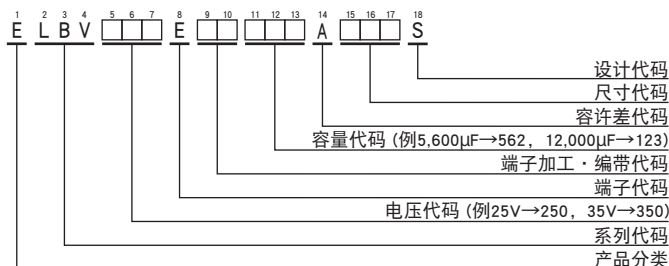 1 2 3 4 5 6 7 8 9 10 11 12 13 14 15 16 17 18
E L B V □□□ E □□ □□□ A □□□ S
设计代码
尺寸代码
容许差代码
容量代码 (例5,600μF→562，12,000μF→123)
端子加工・编带代码
端子代码
电压代码 (例25V→250，35V→350)
系列代码
产品分类